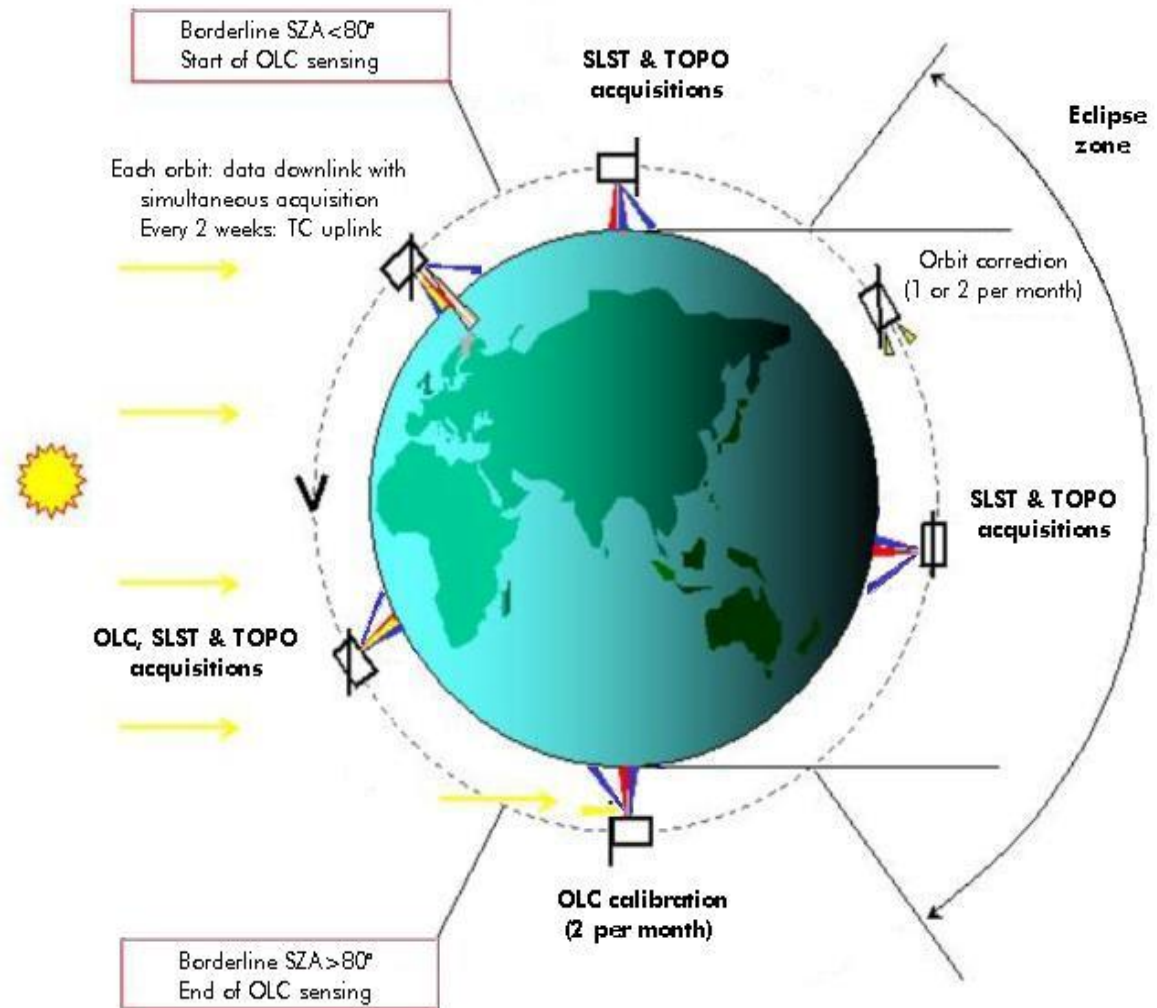 Borderline SZA<80°
Start of OLC sensing
SLST & TOPO
acquisitions
Eclipse
zone
Each orbit: data downlink with
simultaneous acquisition
Every 2 weeks: TC uplink
Orbit correction
(1 or 2 per month)
SLST & TOPO
acquisitions
OLC, SLST & TOPO
acquisitions
OLC calibration
(2 per month)
Borderline SZA>80°
End of OLC sensing